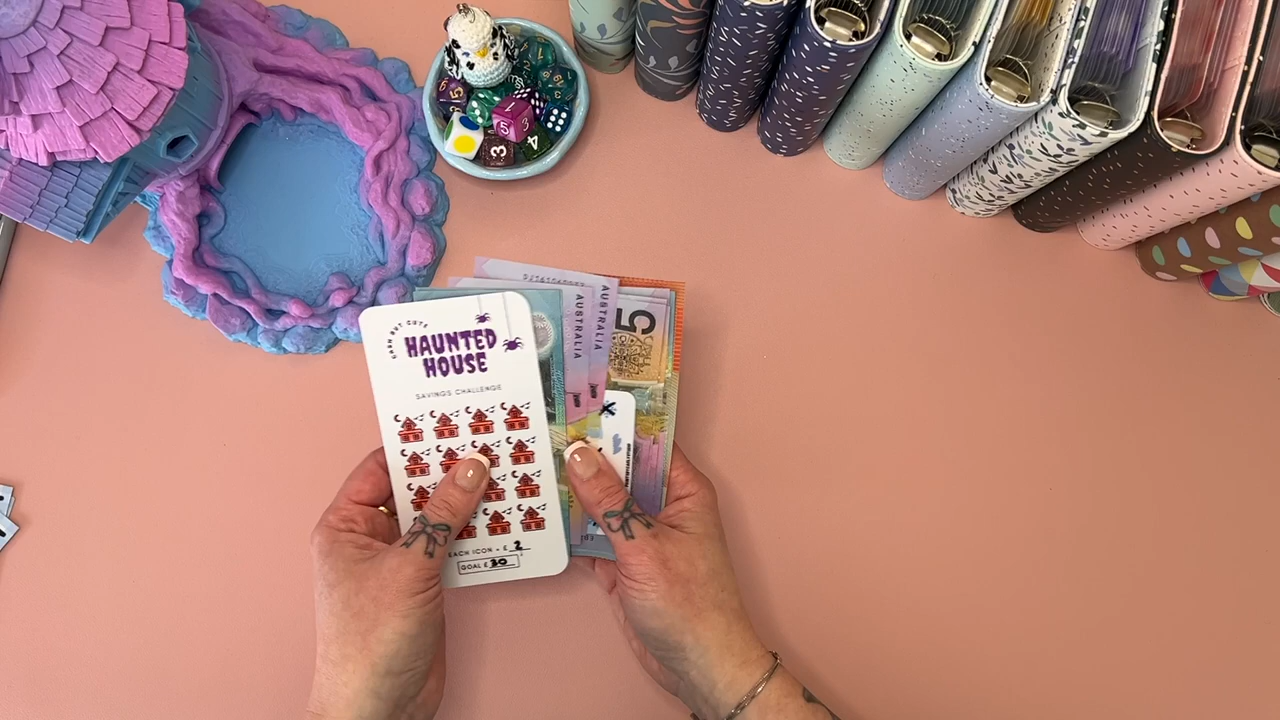 CASH BUT CUTE
HAUNTED
HOUSE
SAVINGS CHALLENGE
EACH ICON = £ 2
GOAL £ 30
AUSTRALIA
AUSTRALIA
5